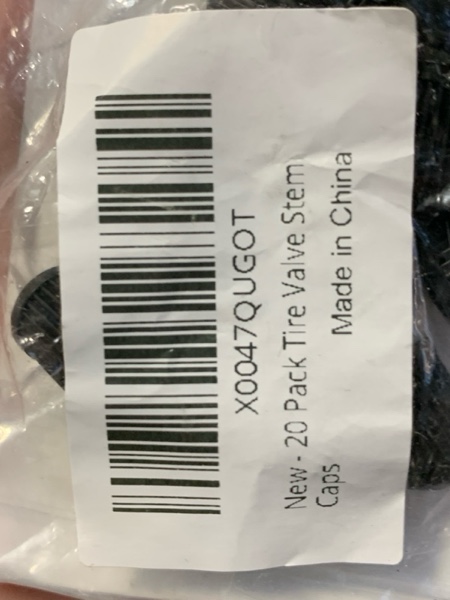 X0047QUGOT
New - 20 Pack Tire Valve Stem
Caps
Made in China